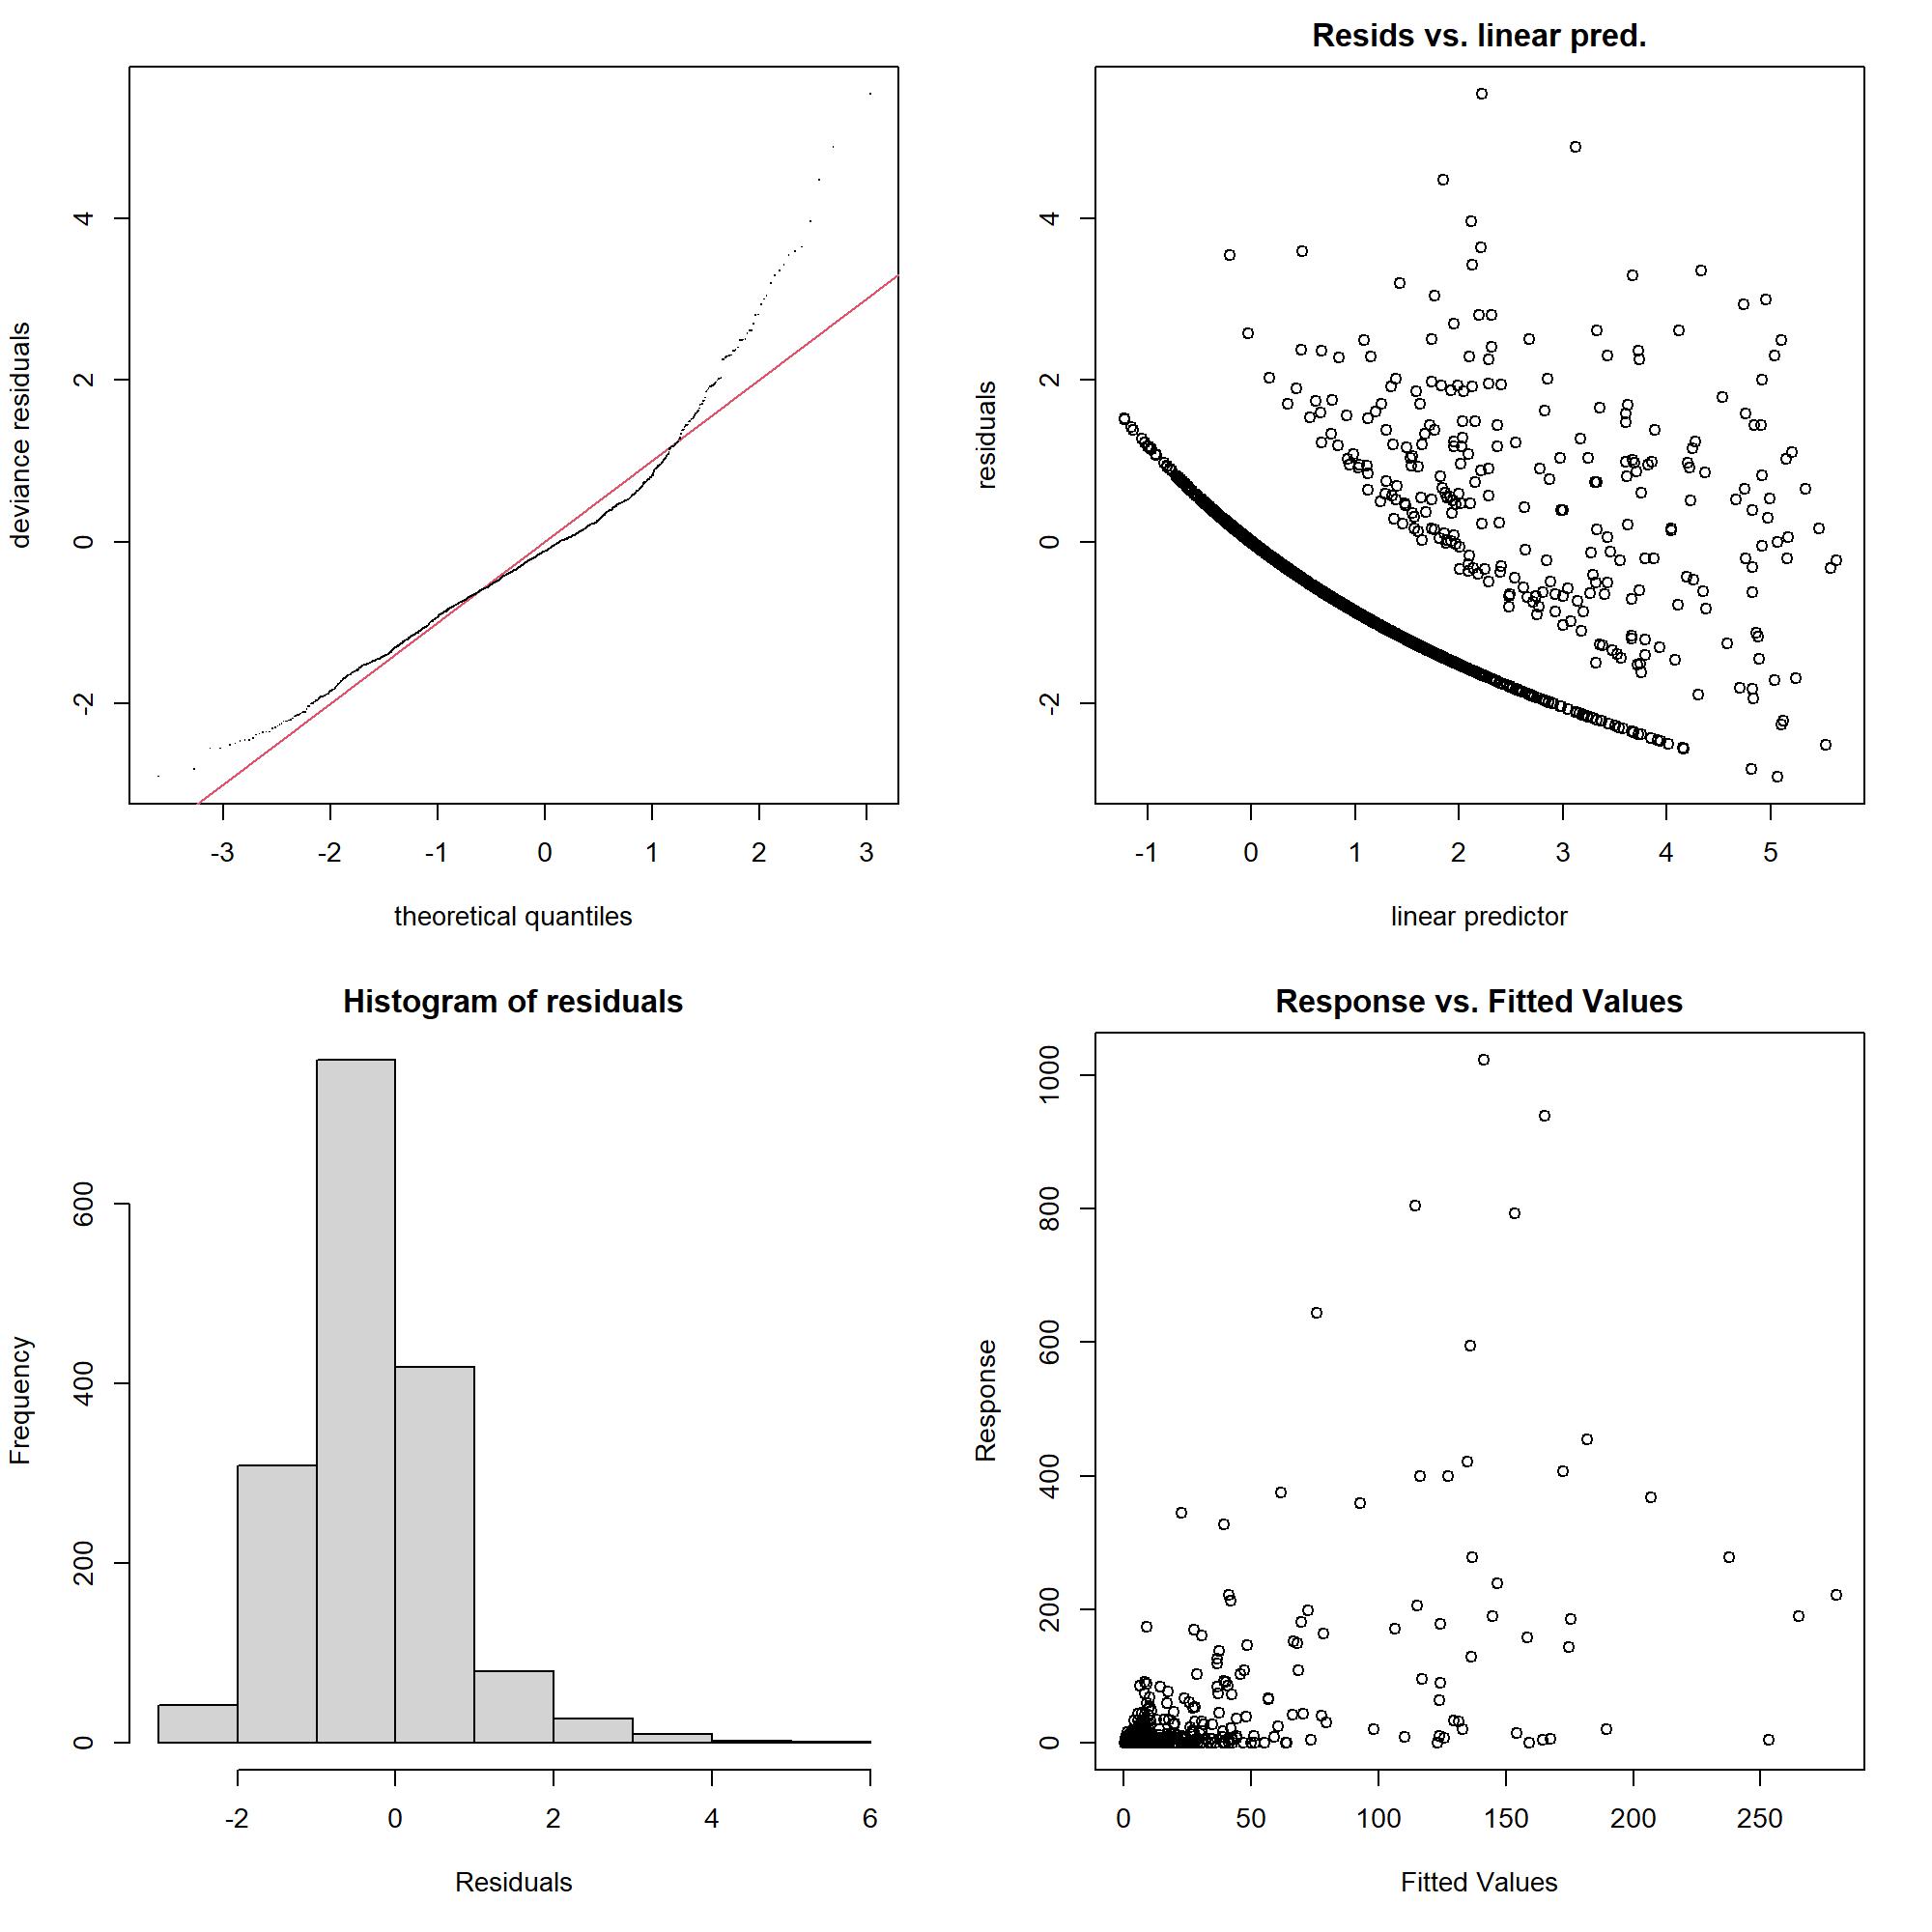 deviance residuals
4
2
0
-2
-3 -2 -1 0 1 2 3
theoretical quantiles
Resids vs. linear pred.
residuals
4
2
0
-2
-1 0 1 2 3 4 5
linear predictor
Histogram of residuals
Frequency
600
400
200
0
-2 0 2 4 6
Residuals
Response vs. Fitted Values
Response
1000
800
600
400
200
0
0 50 100 150 200 250
Fitted Values